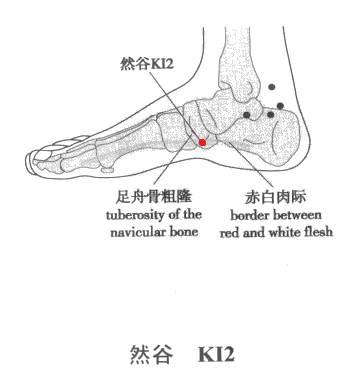 然谷KI2
足舟骨粗隆
tuberosity of the
navicular bone
赤白肉际
border between
red and white flesh
然谷 KI2